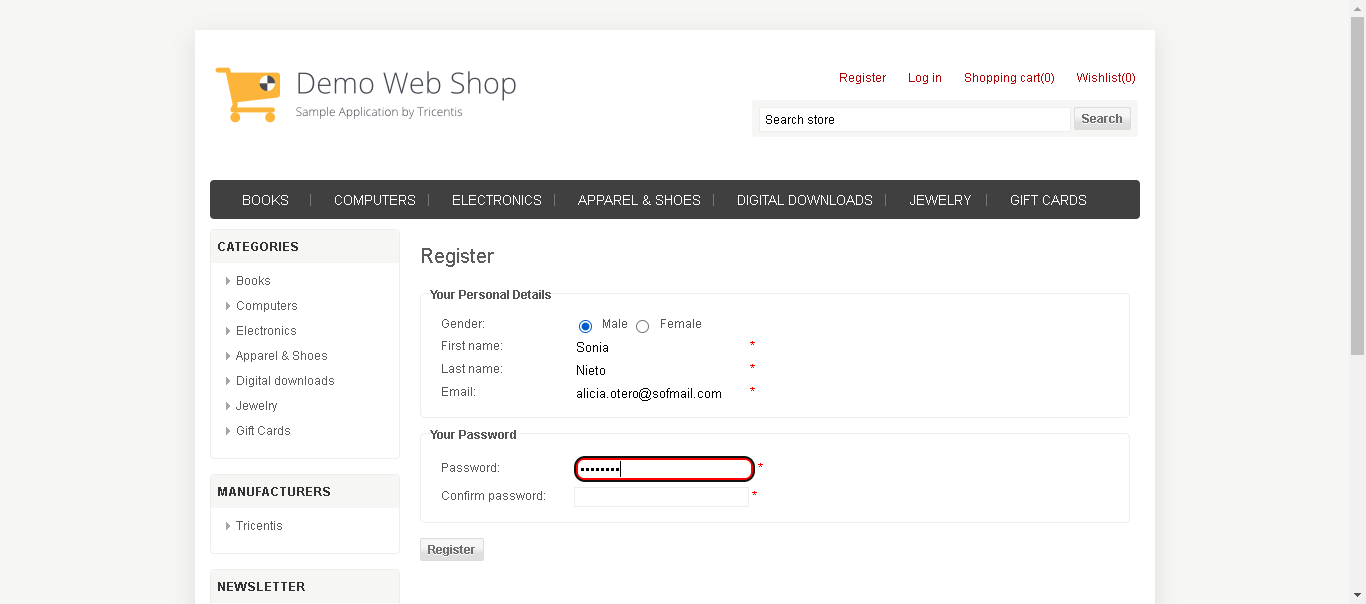 Demo Web Shop
Sample Application by Tricentis
Register Log in Shopping cart(0) Wishlist(0)
Search store Search
BOOKS COMPUTERS ELECTRONICS APPAREL & SHOES DIGITAL DOWNLOADS JEWELRY GIFT CARDS
CATEGORIES
Books
Computers
Electronics
Apparel & Shoes
Digital downloads
Jewelry
Gift Cards
MANUFACTURERS
Tricentis
NEWSLETTER
Register
Your Personal Details
Gender: Male Female
First name: Sonia *
Last name: Nieto *
Email: alicia.otero@sofmail.com *
Your Password
Password: •••••••• *
Confirm password: *
Register